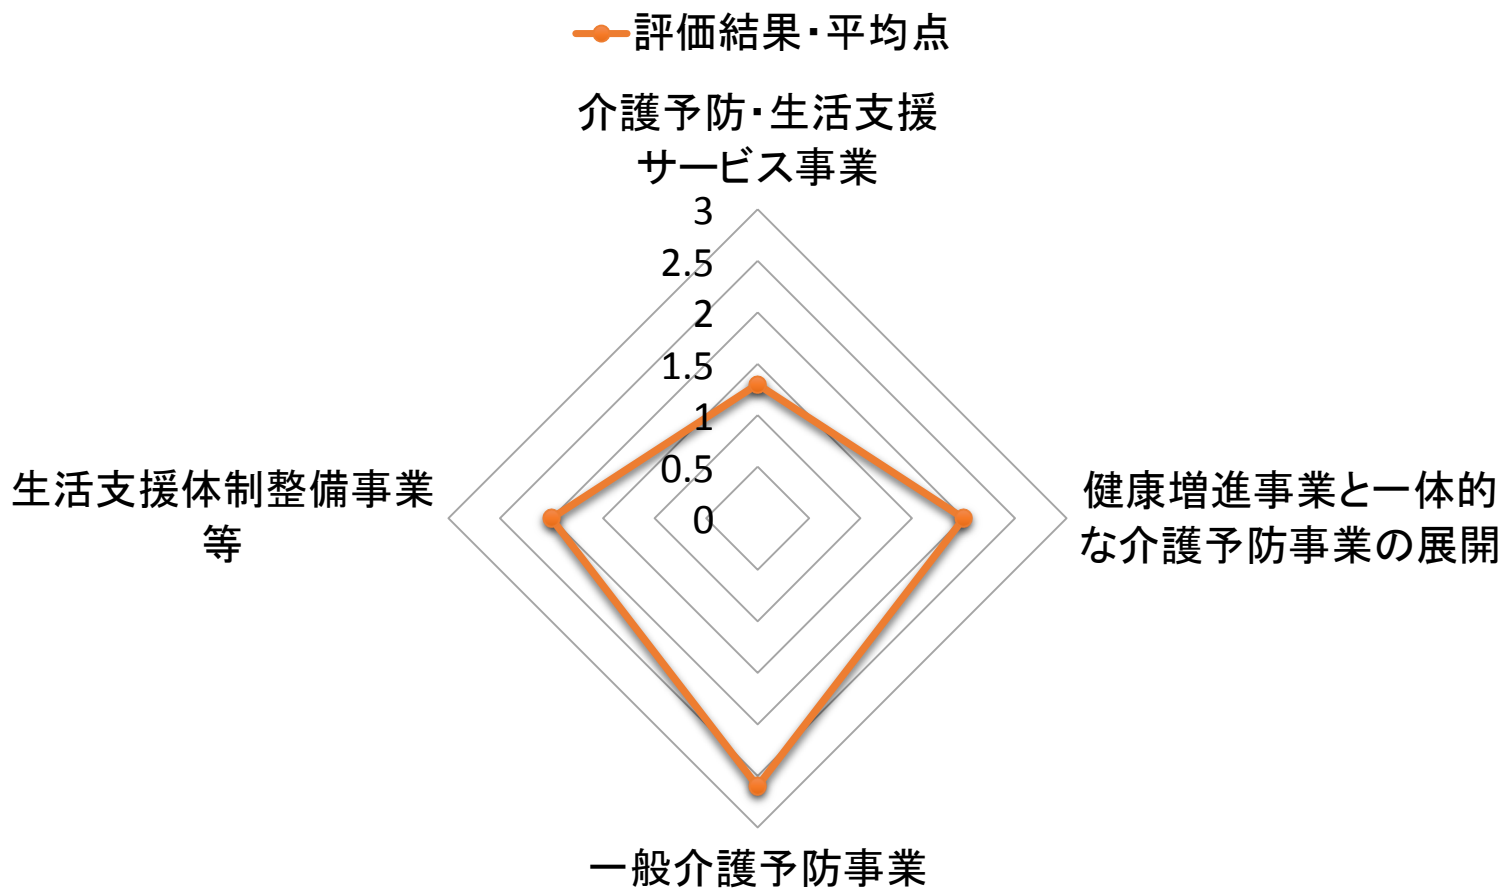 評価結果・平均点
介護予防・生活支援
サービス事業
3
2.5
2
1.5
1
0.5
0
生活支援体制整備事業
等
健康増進事業と一体的
な介護予防事業の展開
一般介護予防事業